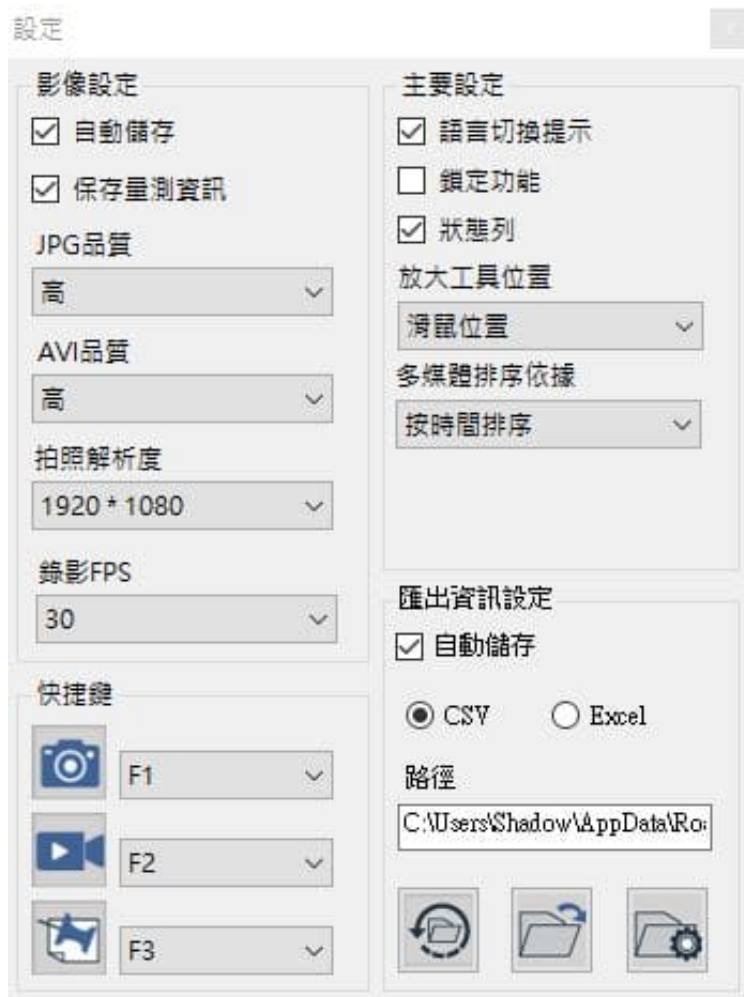 設定
影像設定
自動儲存
保存量測資訊
JPG品質
高
AVI品質
高
拍照解析度
1920 * 1080
錄影FPS
30
快捷鍵
F1
F2
F3
主要設定
語言切換提示
鎖定功能
狀態列
放大工具位置
滑鼠位置
多媒體排序依據
按時間排序
匯出資訊設定
自動儲存
CSV
Excel
路徑
C:\Users\Shadow\AppData\Roa